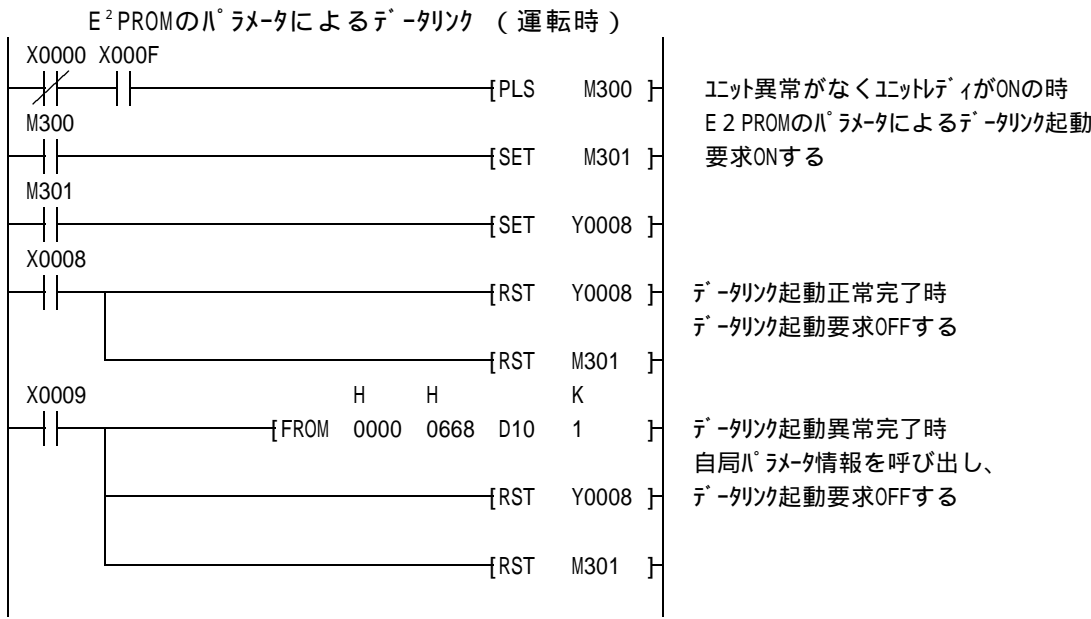 E²PROMのﾊﾟﾗﾒｰﾀによるﾃﾞｰﾀﾘﾝｸ （運転時）
X0000 X000F
[PLS M300 ]
ﾕﾆｯﾄ異常がなくﾕﾆｯﾄﾚﾃﾞｨがONの時
M300
E２PROMのﾊﾟﾗﾒｰﾀによるﾃﾞｰﾀﾘﾝｸ起動
[SET M301 ]
要求ONする
M301
[SET Y0008 ]
X0008
[RST Y0008 ]
ﾃﾞｰﾀﾘﾝｸ起動正常完了時
ﾃﾞｰﾀﾘﾝｸ起動要求OFFする
[RST M301 ]
X0009
H H K
[FROM 0000 0668 D10 1 ]
ﾃﾞｰﾀﾘﾝｸ起動異常完了時
自局ﾊﾟﾗﾒｰﾀ情報を呼び出し、
[RST Y0008 ]
ﾃﾞｰﾀﾘﾝｸ起動要求OFFする
[RST M301 ]